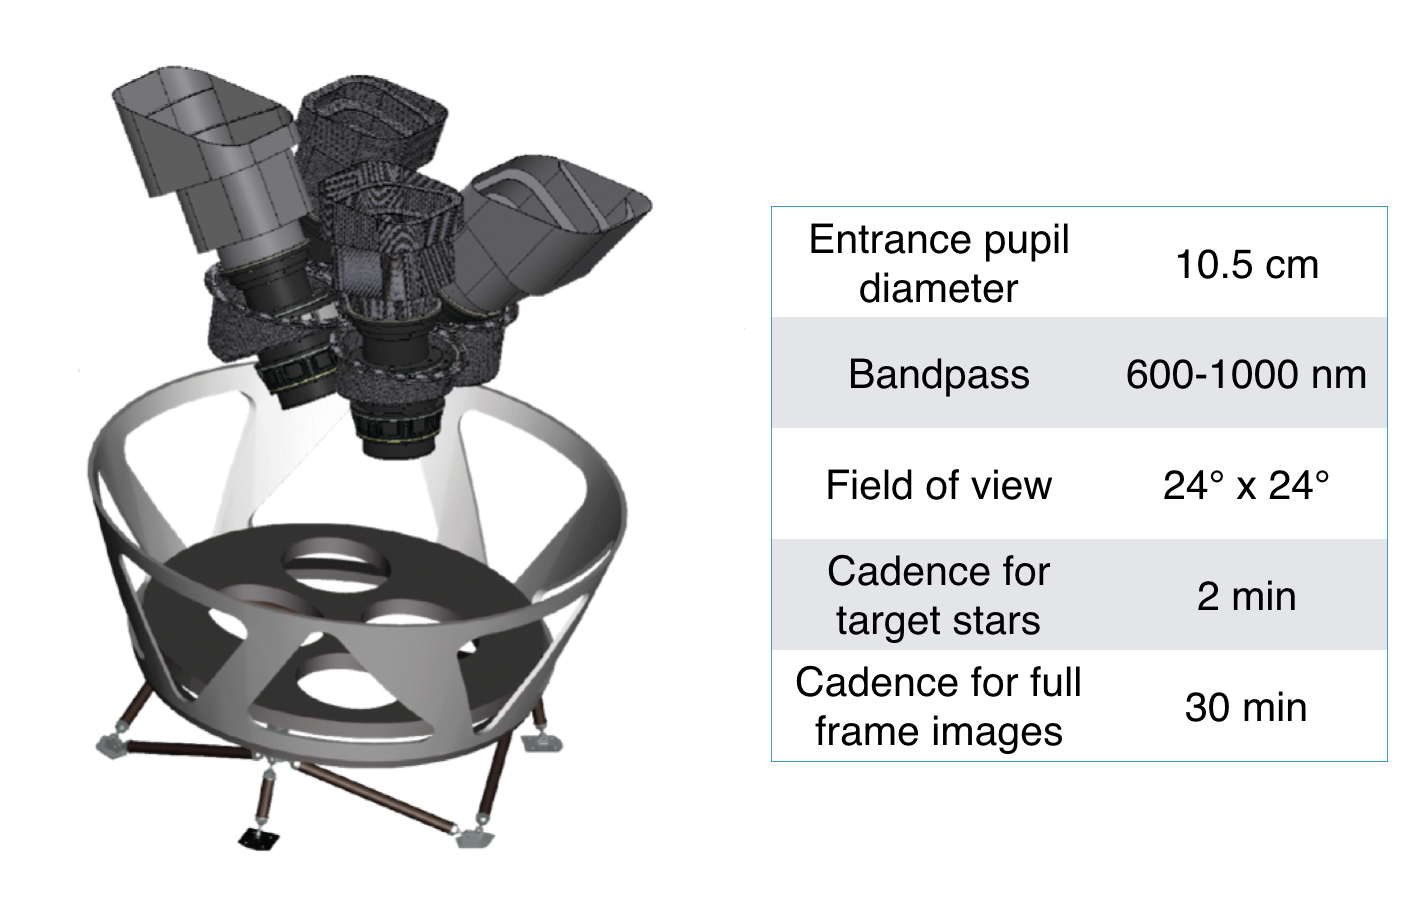 Entrance pupil
diameter
10.5 cm
Bandpass
600-1000 nm
Field of view
24° x 24°
Cadence for
target stars
2 min
Cadence for full
frame images
30 min